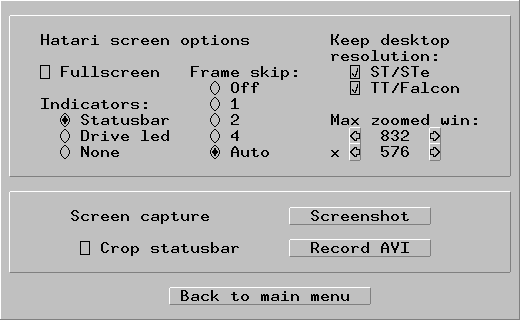 Hatari screen options
Keep desktop
resolution:
Fullscreen
Frame skip:
ST/STe
Off
TT/Falcon
Indicators:
1
Statusbar
2
Max zoomed win:
Drive led
4
832
None
Auto
x 576
Screen capture
Screenshot
Crop statusbar
Record AVI
Back to main menu